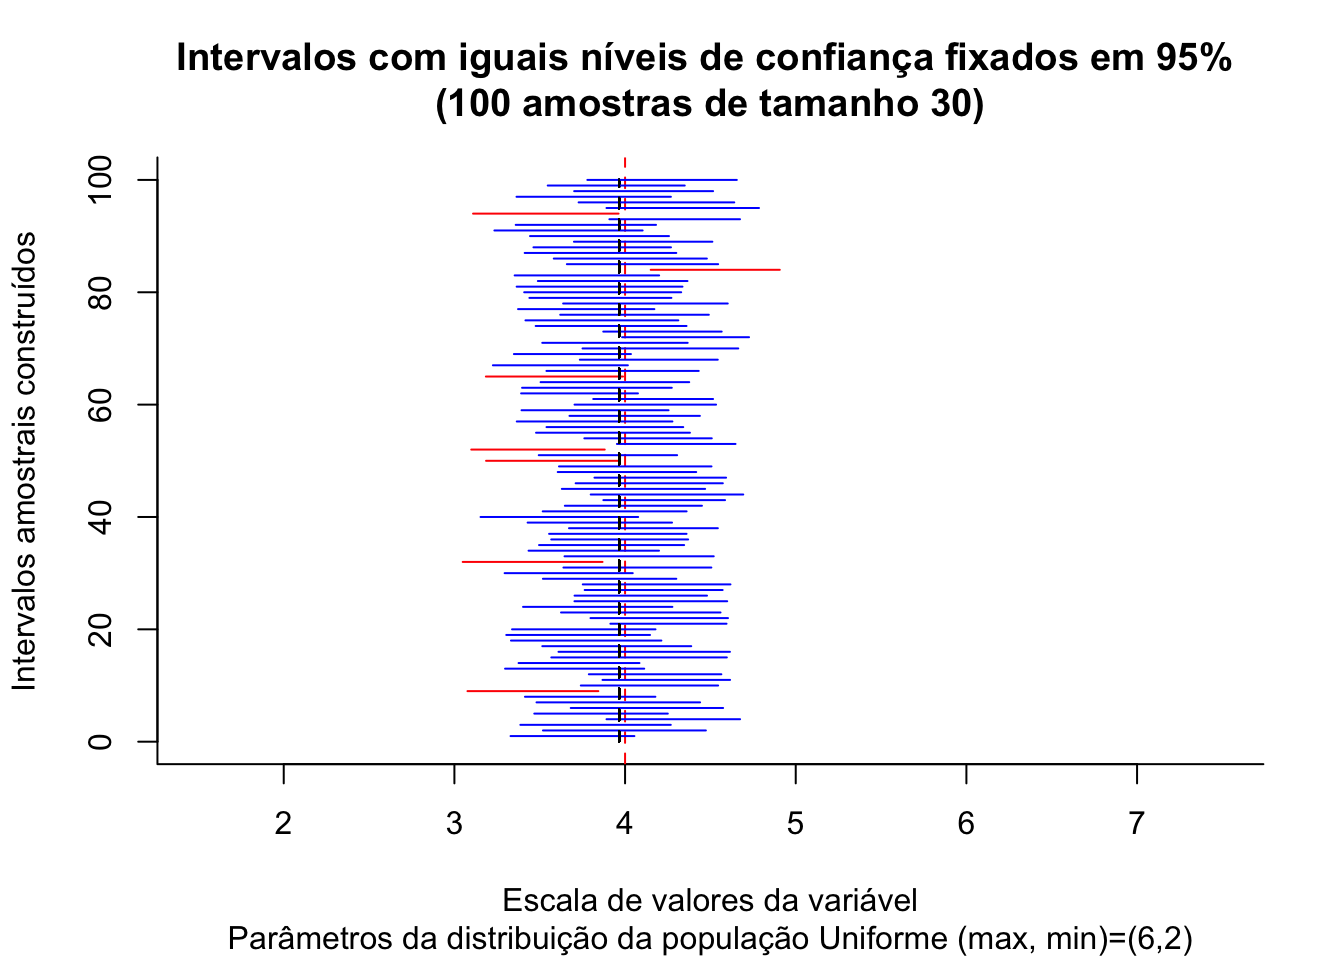 Intervalos com iguais níveis de confiança fixados em 95%
(100 amostras de tamanho 30)
Intervalos amostrais construídos
100
80
60
40
20
0
2 3 4 5 6 7
Escala de valores da variável
Parâmetros da distribuição da população Uniforme (max, min)=(6,2)